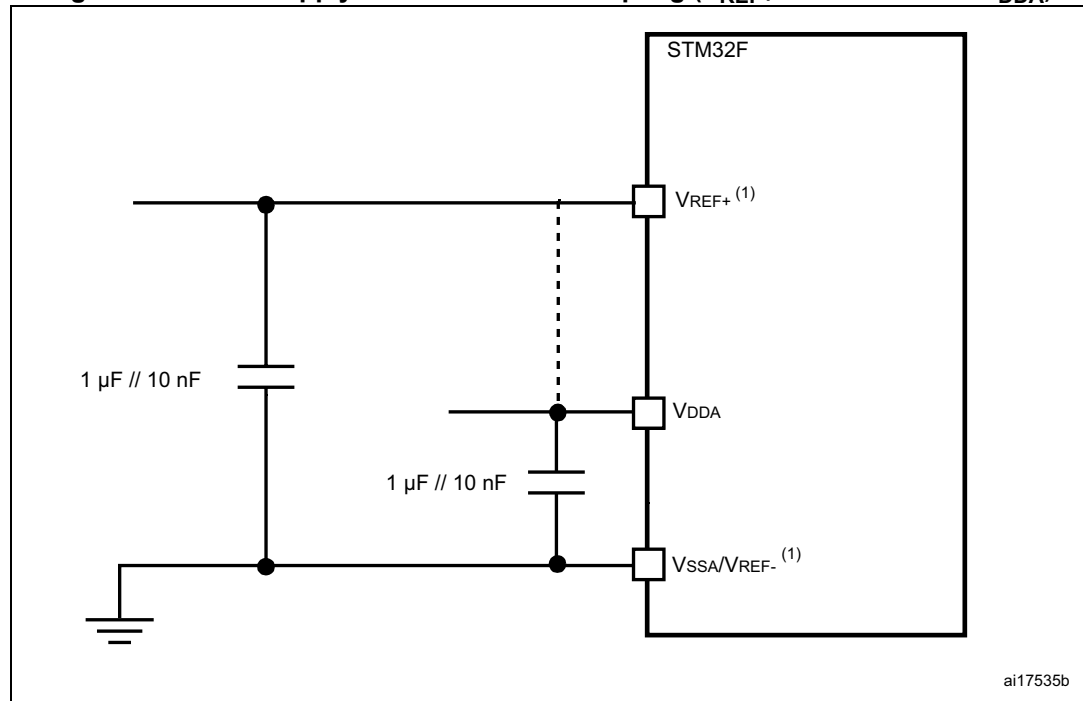 STM32F
VREF+ (1)
1 µF // 10 nF
VDDA
1 µF // 10 nF
VSSA/VREF- (1)
ai17535b